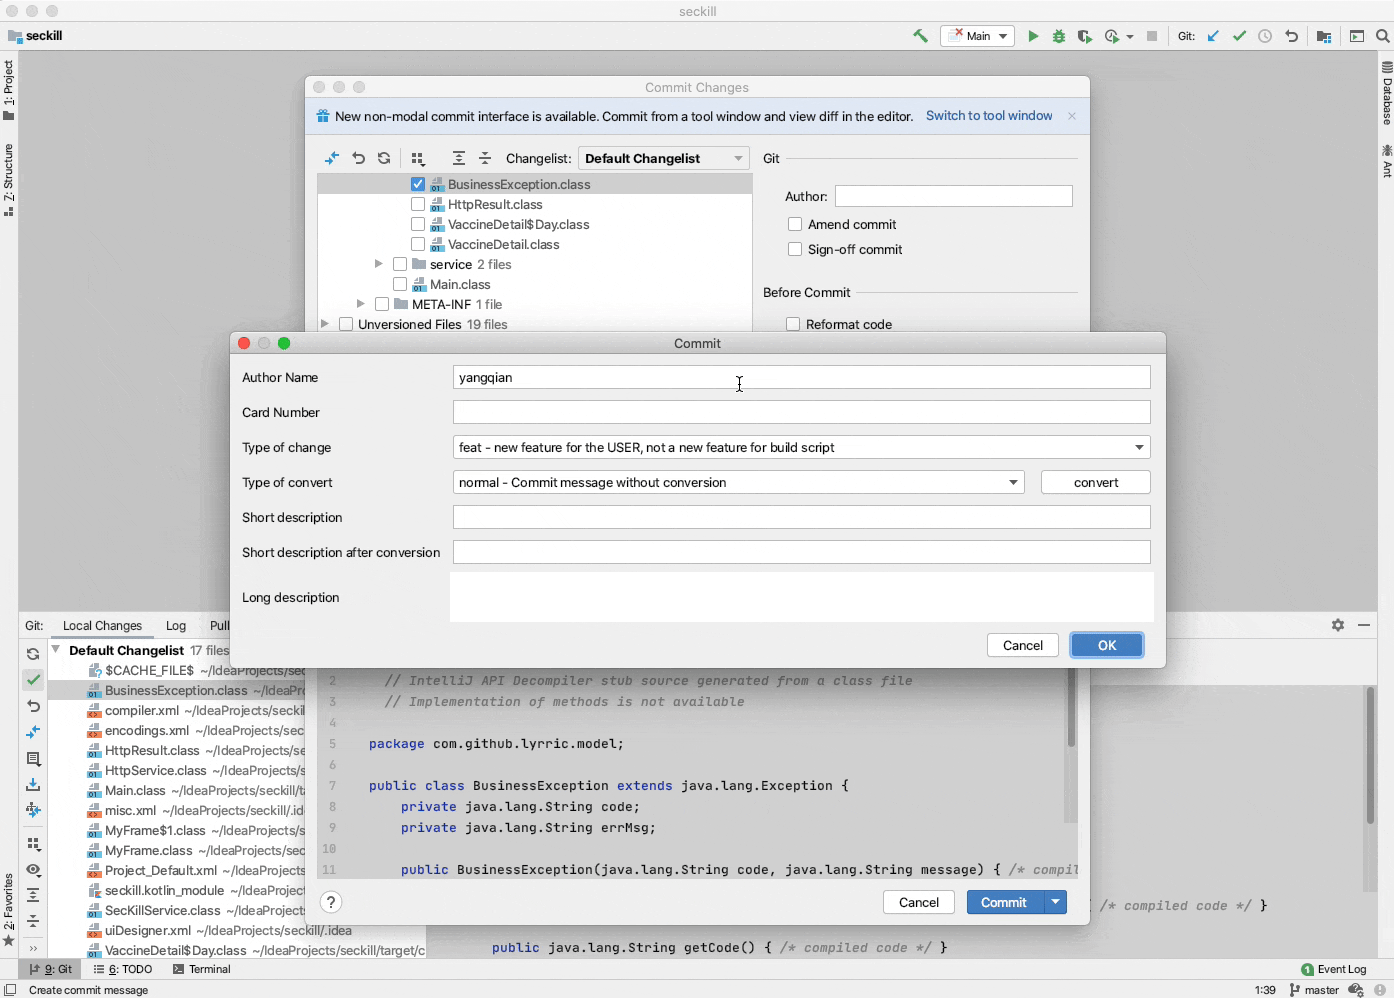 seckill
seckill
Main
Git:
1: Project
Z: Structure
2: Favorites
Database
Ant
Commit Changes
New non-modal commit interface is available. Commit from a tool window and view diff in the editor. Switch to tool window
Changelist: Default Changelist
Git
BusinessException.class
HttpResult.class
VaccineDetail$Day.class
VaccineDetail.class
service 2 files
Main.class
META-INF 1 file
Unversioned Files 19 files
Author:
Amend commit
Sign-off commit
Before Commit
Reformat code
Commit
Author Name yangqian
Card Number
Type of change feat - new feature for the USER, not a new feature for build script
Type of convert normal - Commit message without conversion convert
Short description
Short description after conversion
Long description
Cancel OK
Git: Local Changes Log Pull
Default Changelist 17 files
$CACHE_FILE$ ~/IdeaProjects/sec
BusinessException.class ~/IdeaPro
compiler.xml ~/IdeaProjects/seckil
encodings.xml ~/IdeaProjects/sec
HttpResult.class ~/IdeaProjects/s
HttpService.class ~/IdeaProjects/s
Main.class ~/IdeaProjects/seckill/ta
misc.xml ~/IdeaProjects/seckill/.ide
MyFrame$1.class ~/IdeaProjects/s
MyFrame.class ~/IdeaProjects/sec
Project_Default.xml ~/IdeaProjects
seckill.kotlin_module ~/IdeaProject
SecKillService.class ~/IdeaProjects
uiDesigner.xml ~/IdeaProjects/seckill/.idea
VaccineDetail$Day.class ~/IdeaProjects/seckill/target/c
2 // IntelliJ API Decompiler stub source generated from a class file
3 // Implementation of methods is not available
4
5 package com.github.lyrric.model;
6
7 public class BusinessException extends java.lang.Exception {
8 private java.lang.String code;
9 private java.lang.String errMsg;
10
11 public BusinessException(java.lang.String code, java.lang.String message) { /* compil
? Cancel Commit
{ /* compiled code */ }
public java.lang.String getCode() { /* compiled code */ }
9: Git 6: TODO Terminal
1 Event Log
Create commit message
1:39 master